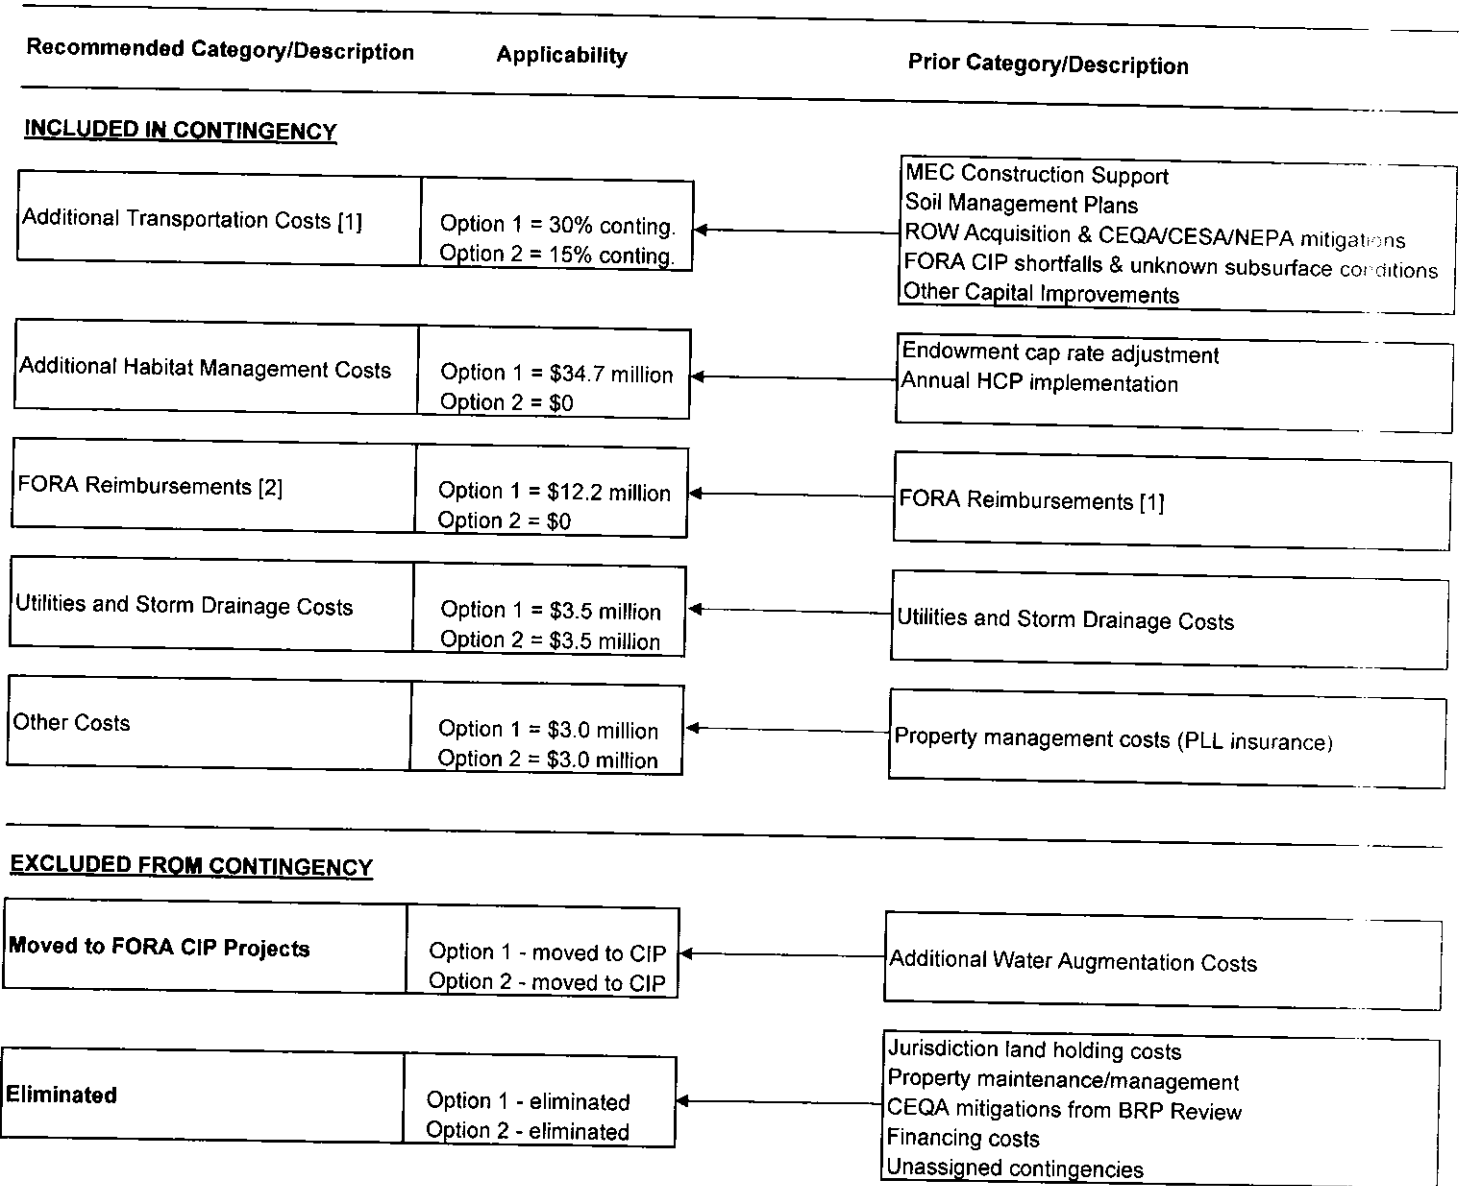 Recommended Category/Description Applicability Prior Category/Description
INCLUDED IN CONTINGENCY
Additional Transportation Costs [1]
Option 1 = 30% conting.
Option 2 = 15% conting.
MEC Construction Support
Soil Management Plans
ROW Acquisition & CEQA/CESA/NEPA mitigations
FORA CIP shortfalls & unknown subsurface conditions
Other Capital Improvements
Additional Habitat Management Costs
Option 1 = $34.7 million
Option 2 = $0
Endowment cap rate adjustment
Annual HCP implementation
FORA Reimbursements [2]
Option 1 = $12.2 million
Option 2 = $0
FORA Reimbursements [1]
Utilities and Storm Drainage Costs
Option 1 = $3.5 million
Option 2 = $3.5 million
Utilities and Storm Drainage Costs
Other Costs
Option 1 = $3.0 million
Option 2 = $3.0 million
Property management costs (PLL insurance)
EXCLUDED FROM CONTINGENCY
Moved to FORA CIP Projects
Option 1 - moved to CIP
Option 2 - moved to CIP
Additional Water Augmentation Costs
Eliminated
Option 1 - eliminated
Option 2 - eliminated
Jurisdiction land holding costs
Property maintenance/management
CEQA mitigations from BRP Review
Financing costs
Unassigned contingencies